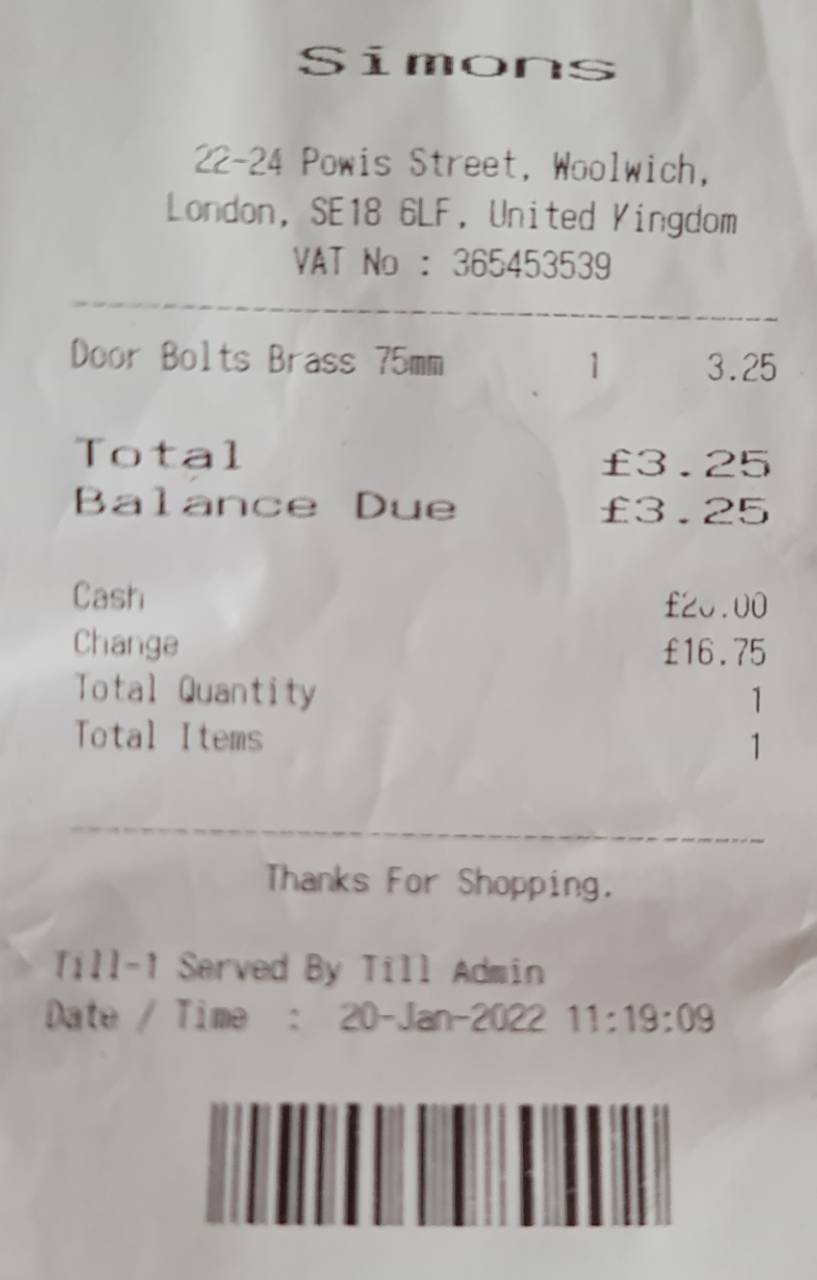 Simons
22-24 Powis Street, Woolwich,
London, SE18 6LF, United Kingdom
VAT No : 365453539
Door Bolts Brass 75mm 1 3.25
Total £3.25
Balance Due £3.25
Cash £20.00
Change £16.75
Total Quantity 1
Total Items 1
Thanks For Shopping.
Till-1 Served By Till Admin
Date / Time : 20-Jan-2022 11:19:09